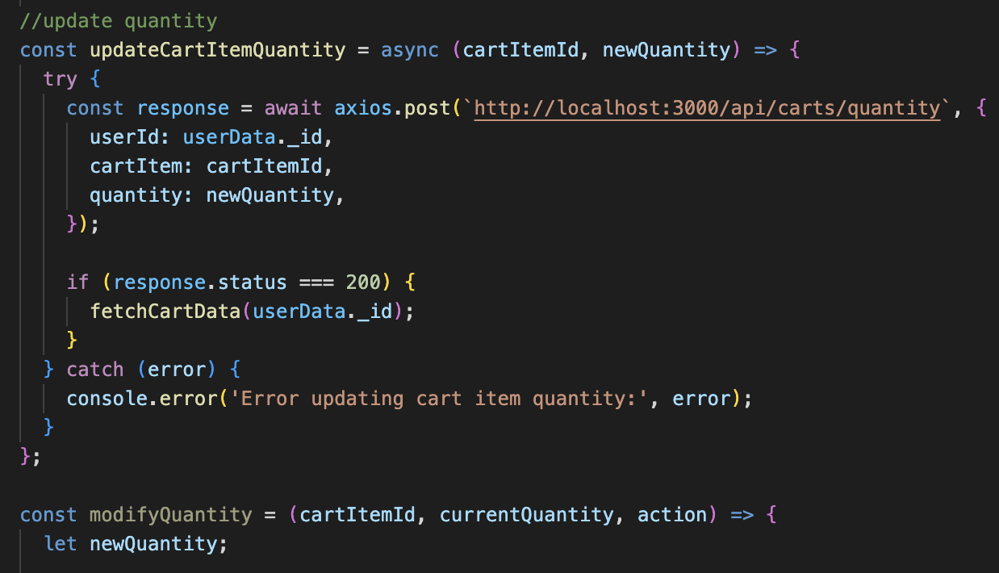 //update quantity
const updateCartItemQuantity = async (cartItemId, newQuantity) => {
  try {
    const response = await axios.post(`http://localhost:3000/api/carts/quantity`, {
      userId: userData._id,
      cartItem: cartItemId,
      quantity: newQuantity,
    });

    if (response.status === 200) {
      fetchCartData(userData._id);
    }
  } catch (error) {
    console.error('Error updating cart item quantity:', error);
  }
};

const modifyQuantity = (cartItemId, currentQuantity, action) => {
  let newQuantity;